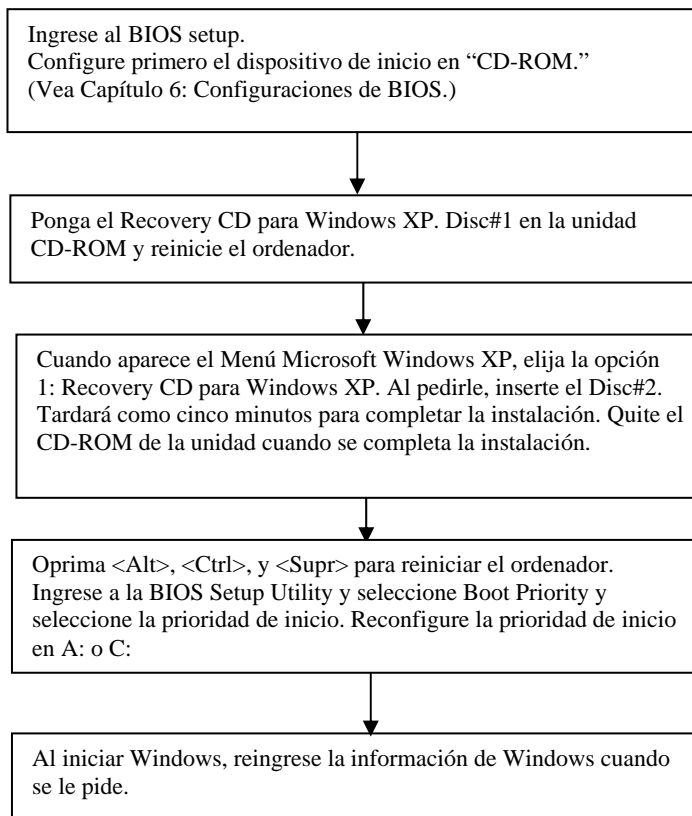 Ingrese al BIOS setup.
Configure primero el dispositivo de inicio en “CD-ROM.”
(Vea Capítulo 6: Configuraciones de BIOS.)
Ponga el Recovery CD para Windows XP. Disc#1 en la unidad
CD-ROM y reinicie el ordenador.
Cuando aparece el Menú Microsoft Windows XP, elija la opción
1: Recovery CD para Windows XP. Al pedirle, inserte el Disc#2.
Tardará como cinco minutos para completar la instalación. Quite el
CD-ROM de la unidad cuando se completa la instalación.
Oprima <Alt>, <Ctrl>, y <Supr> para reiniciar el ordenador.
Ingrese a la BIOS Setup Utility y seleccione Boot Priority y
seleccione la prioridad de inicio. Reconfigure la prioridad de inicio
en A: o C:
Al iniciar Windows, reingrese la información de Windows cuando
se le pide.